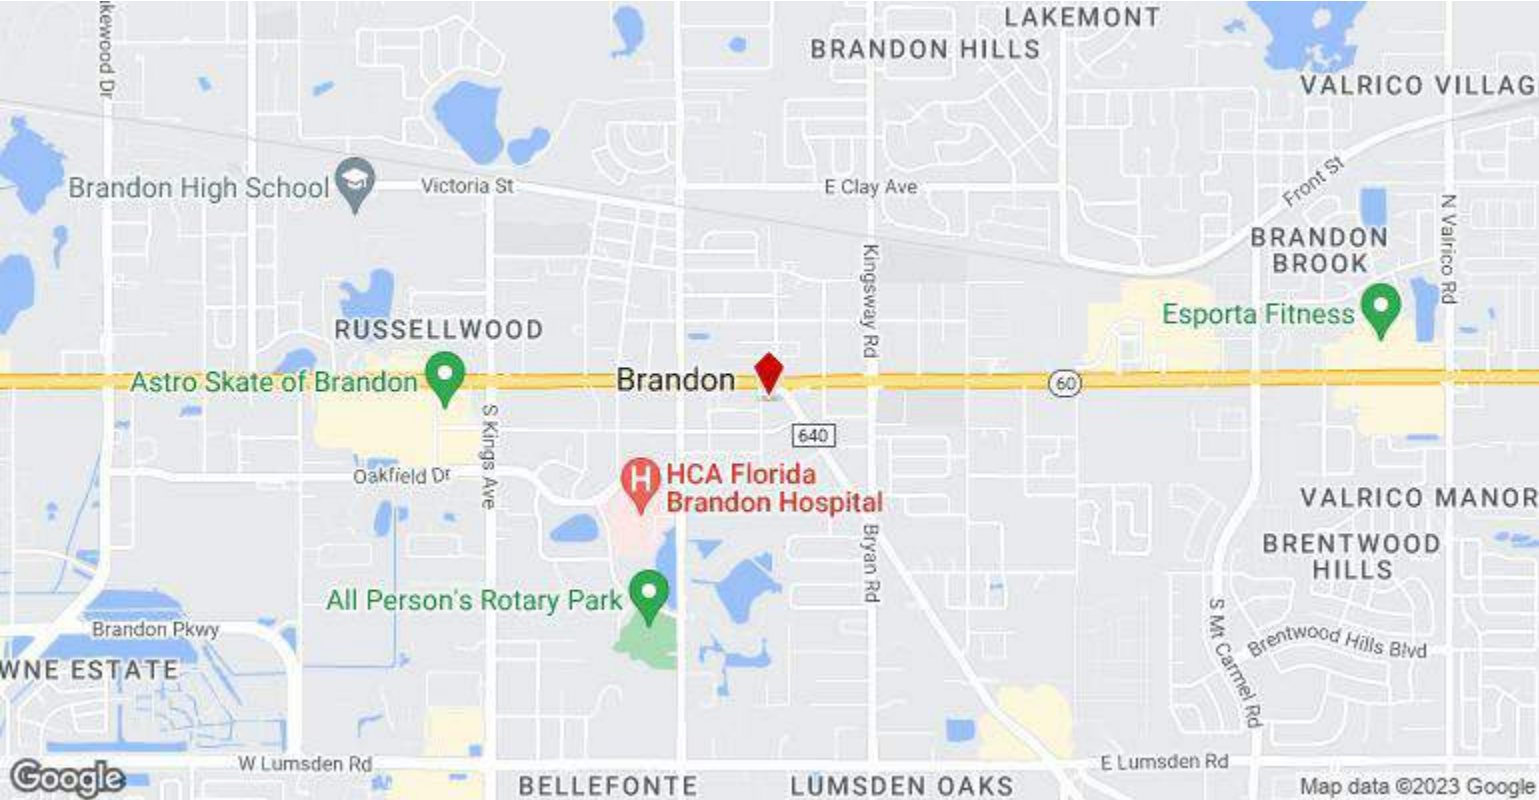 LAKEMONT
BRANDON HILLS
kewood Dr
VALRICO VILLAG
Brandon High School
Victoria St
E Clay Ave
Front St
N Valrico Rd
BRANDON
BROOK
Kingsway Rd
Esporta Fitness
RUSSELLWOOD
Astro Skate of Brandon
Brandon
60
S Kings Ave
640
Oakfield Dr
HCA Florida
Brandon Hospital
VALRICO MANOR
BRENTWOOD
HILLS
Bryan Rd
All Person's Rotary Park
Brandon Pkwy
S Mt Carmel Rd
Brentwood Hills Blvd
WNE ESTATE
W Lumsden Rd
E Lumsden Rd
Google
BELLEFONTE
LUMSDEN OAKS
Map data ©2023 Google